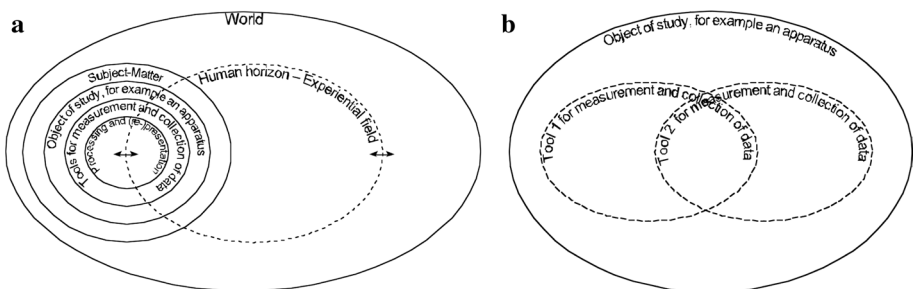 a
World
Subject-Matter
Object of study, for example an apparatus
Tools for measurement and collection of data
Processing and (re-)presentation
Human horizon – Experiential field
b
Object of study, for example an apparatus
Tool 1 for measurement and collection of data
Tool 2 for measurement and collection of data